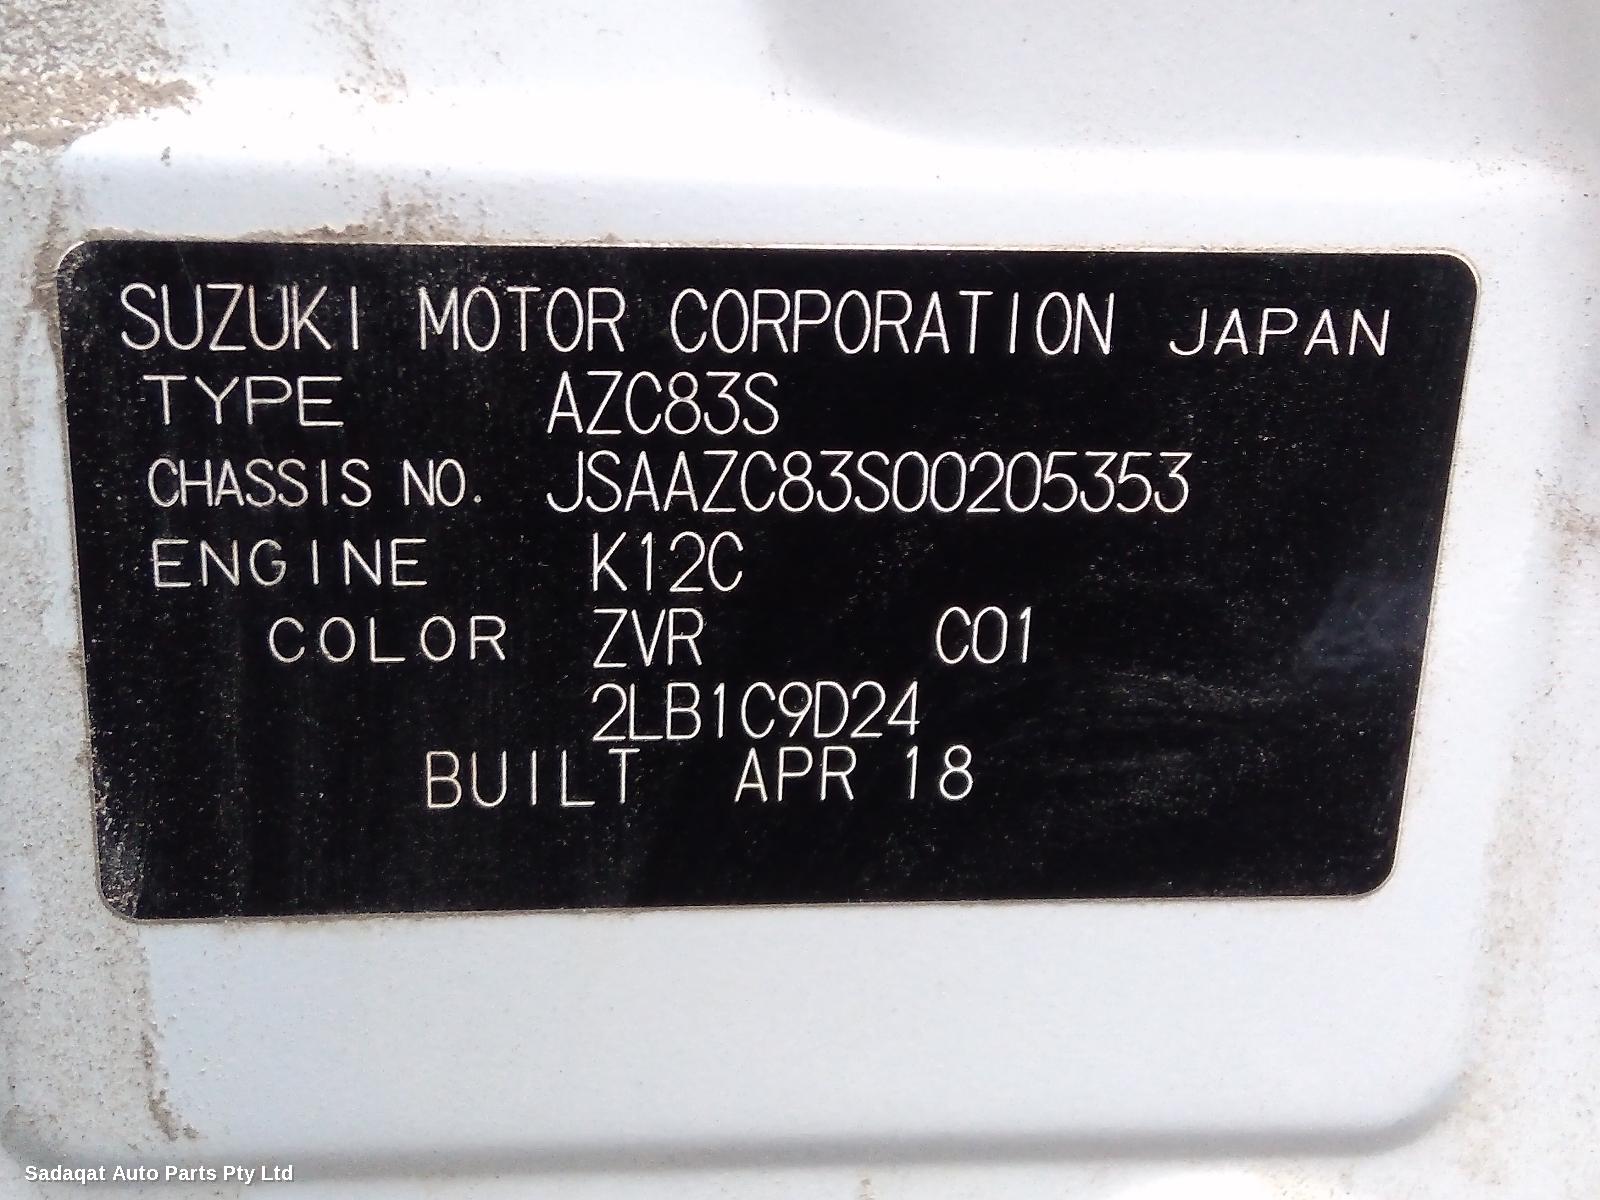 SUZUKI MOTOR CORPORATION JAPAN
TYPE AZC83S
CHASSIS NO. JSAAZC83S00205353
ENGINE K12C
COLOR ZVR C01
2LB1C9D24
BUILT APR 18
Sadaqat Auto Parts Pty Ltd